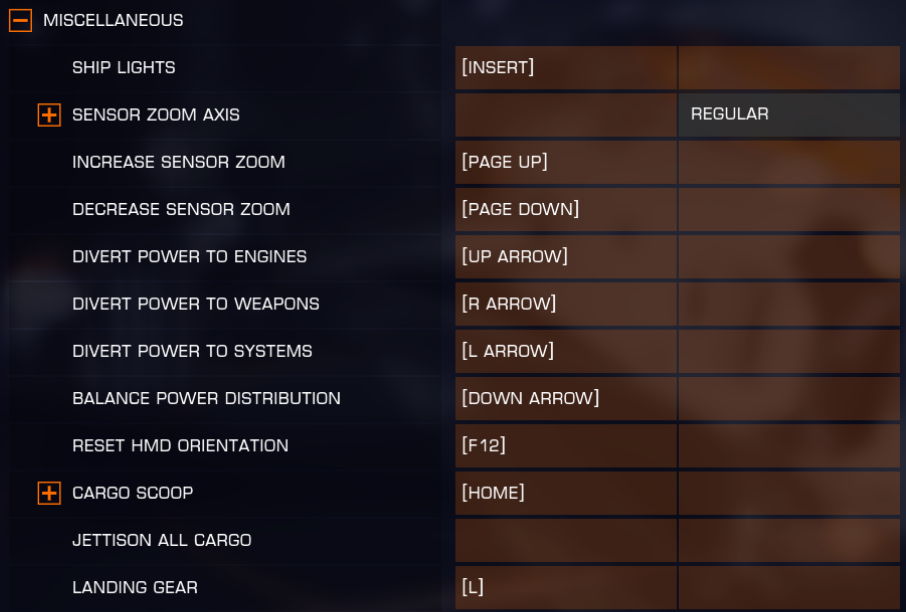 MISCELLANEOUS
SHIP LIGHTS [INSERT]
SENSOR ZOOM AXIS REGULAR
INCREASE SENSOR ZOOM [PAGE UP]
DECREASE SENSOR ZOOM [PAGE DOWN]
DIVERT POWER TO ENGINES [UP ARROW]
DIVERT POWER TO WEAPONS [R ARROW]
DIVERT POWER TO SYSTEMS [L ARROW]
BALANCE POWER DISTRIBUTION [DOWN ARROW]
RESET HMD ORIENTATION [F12]
CARGO SCOOP [HOME]
JETTISON ALL CARGO
LANDING GEAR [L]